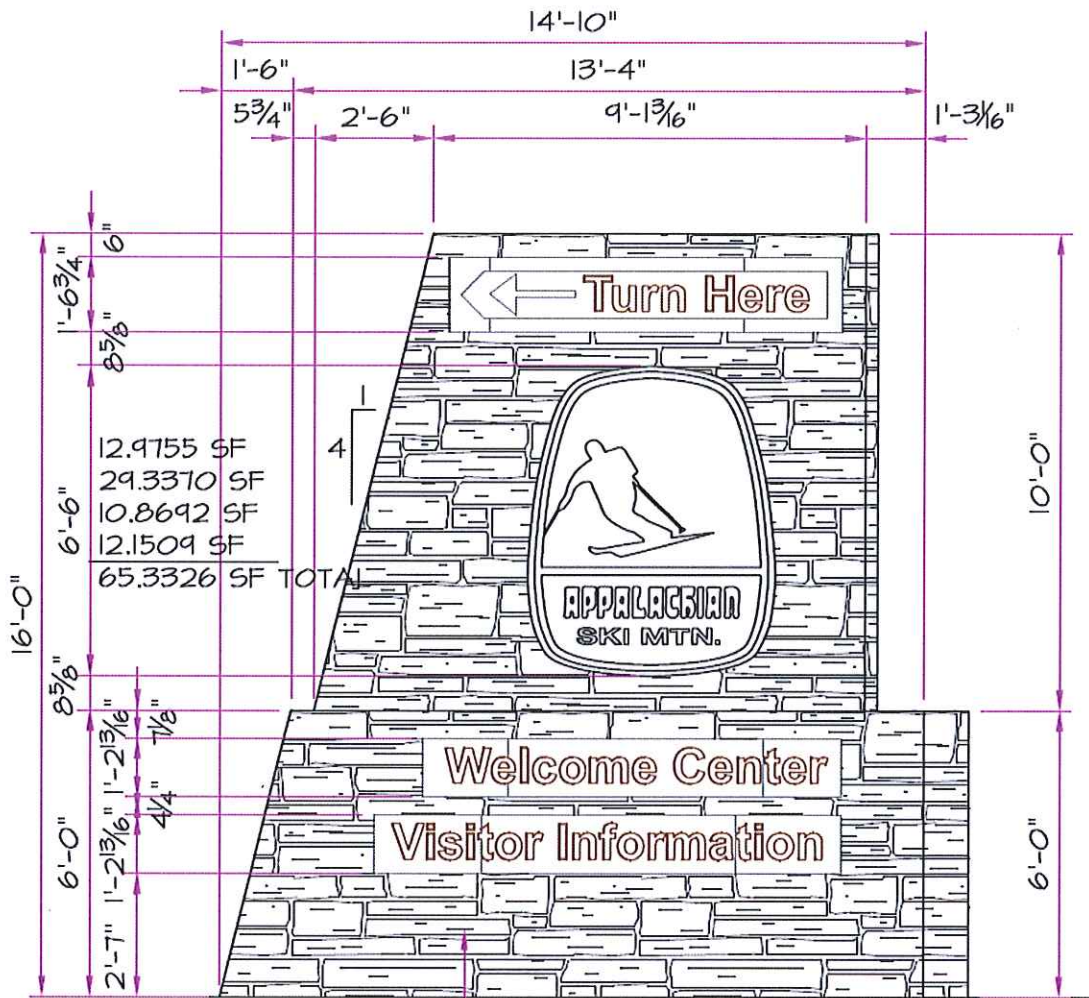 14'-10"
1'-6"
13'-4"
5¾"
2'-6"
9'-1³⁄₁₆"
1'-3⅟₁₆"
6"
1'-6¾"
Turn Here
8⅝"
1
4
12.9755 SF
29.3370 SF
10.8692 SF
12.1509 SF
65.3326 SF TOTAL
6'-6"
10'-0"
16'-0"
APPALACHIAN
SKI MTN.
8⅝"
7⅛"
1'-2¹³⁄₁₆"
Welcome Center
4¼"
1'-2¹³⁄₁₆"
Visitor Information
6'-0"
6'-0"
2'-7"